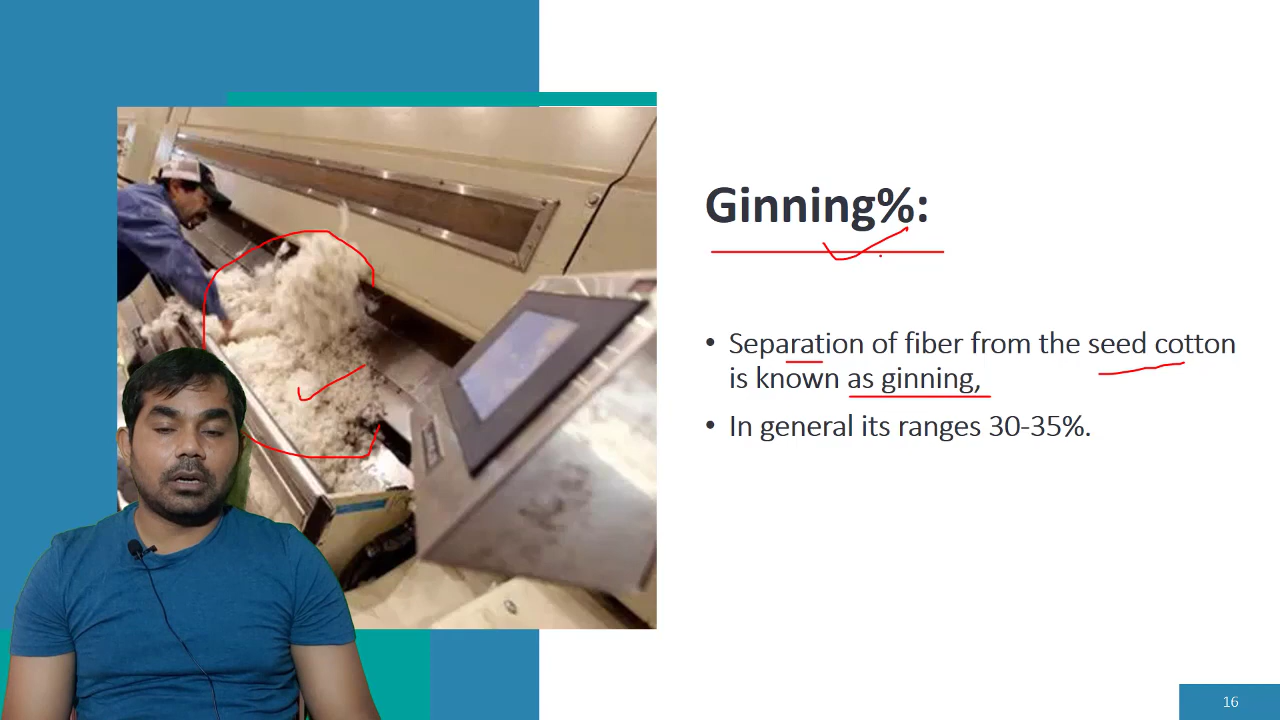 Ginning%:
• Separation of fiber from the seed cotton
is known as ginning,
• In general its ranges 30-35%.
16